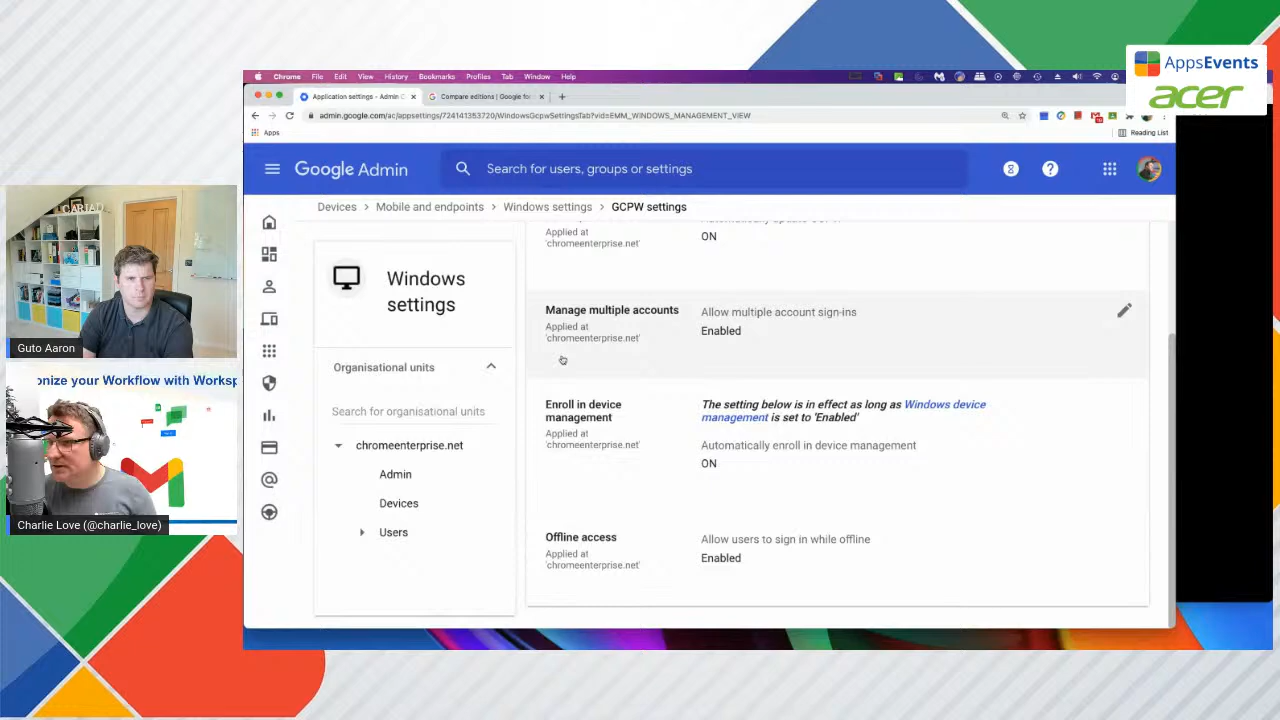 AppsEvents
acer
Chrome File Edit View History Bookmarks Profiles Tab Window Help
Application settings - Admin C
Compare editions | Google for
admin.google.com/ac/appsettings/724141353720/WindowsGcpwSettingsTab?vid=EMM_WINDOWS_MANAGEMENT_VIEW
Apps
Reading List
Google Admin
Search for users, groups or settings
Devices > Mobile and endpoints > Windows settings > GCPW settings
Windows
settings
Organisational units
Search for organisational units
chromeenterprise.net
Admin
Devices
Users
Applied at
'chromeenterprise.net'
ON
Manage multiple accounts
Applied at
'chromeenterprise.net'
Allow multiple account sign-ins
Enabled
Enroll in device
management
Applied at
'chromeenterprise.net'
The setting below is in effect as long as Windows device
management is set to 'Enabled'
Automatically enroll in device management
ON
Offline access
Applied at
'chromeenterprise.net'
Allow users to sign in while offline
Enabled
CARIAD
Guto Aaron
onize your Workflow with Worksp
Charlie Love (@charlie_love)